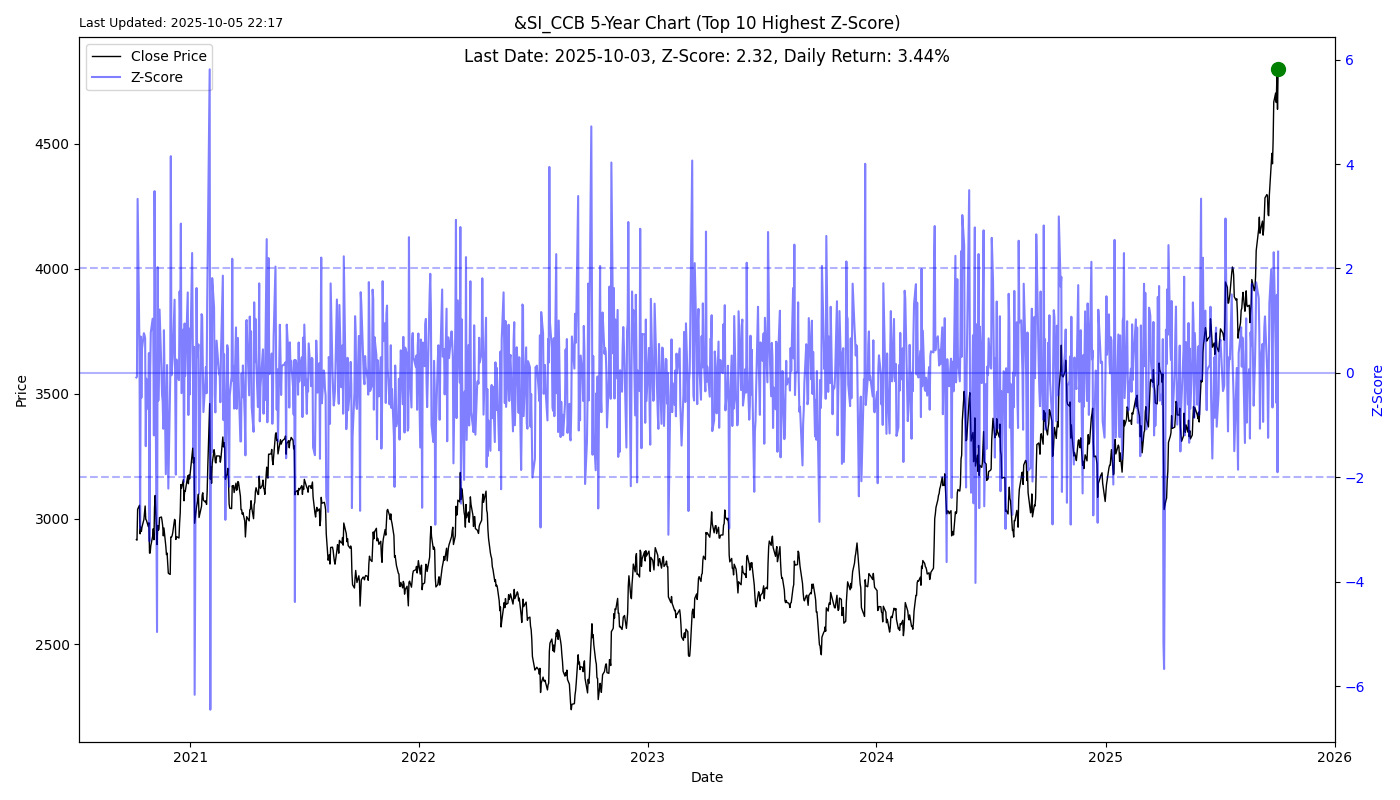 Last Updated: 2025-10-05 22:17
&SI_CCB 5-Year Chart (Top 10 Highest Z-Score)
Last Date: 2025-10-03, Z-Score: 2.32, Daily Return: 3.44%
Close Price
Z-Score
4500
4000
3500
3000
2500
Price
6
4
2
0
−2
−4
−6
Z-Score
2021
2022
2023
2024
2025
2026
Date